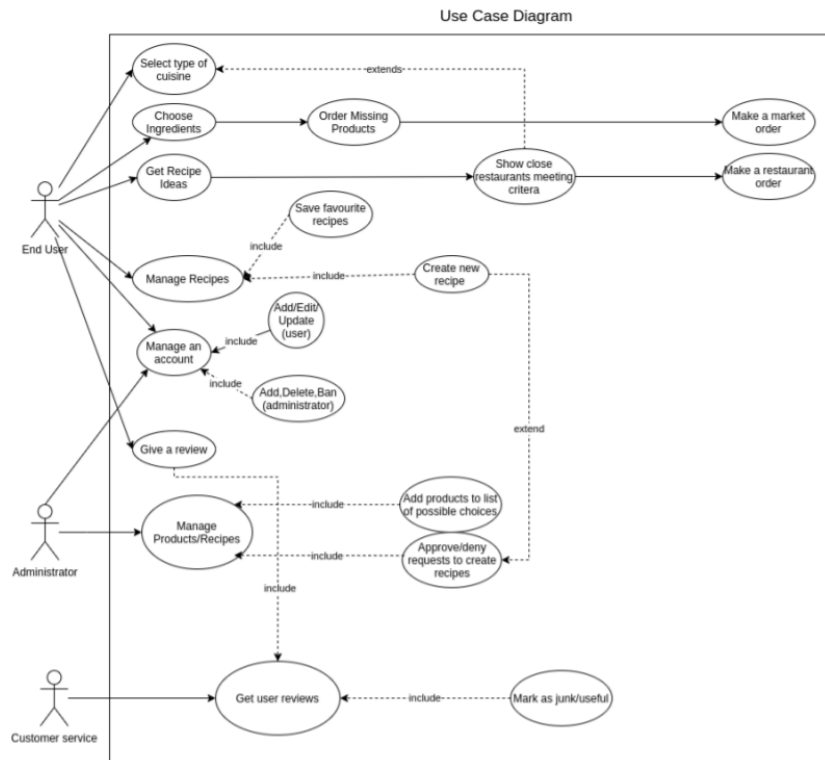 Use Case Diagram
Select type of
cuisine
extends
Choose
Ingredients
Order Missing
Products
Make a market
order
Get Recipe
Ideas
Show close
restaurants meeting
critera
Make a restaurant
order
End User
Save favourite
recipes
include
Manage Recipes
include
Create new
recipe
Add/Edit/
Update
(user)
include
Manage an
account
include
Add,Delete,Ban
(administrator)
extend
Give a review
include
Add products to list
of possible choices
Manage
Products/Recipes
include
Approve/deny
requests to create
recipes
Administrator
include
Get user reviews
include
Mark as junk/useful
Customer service